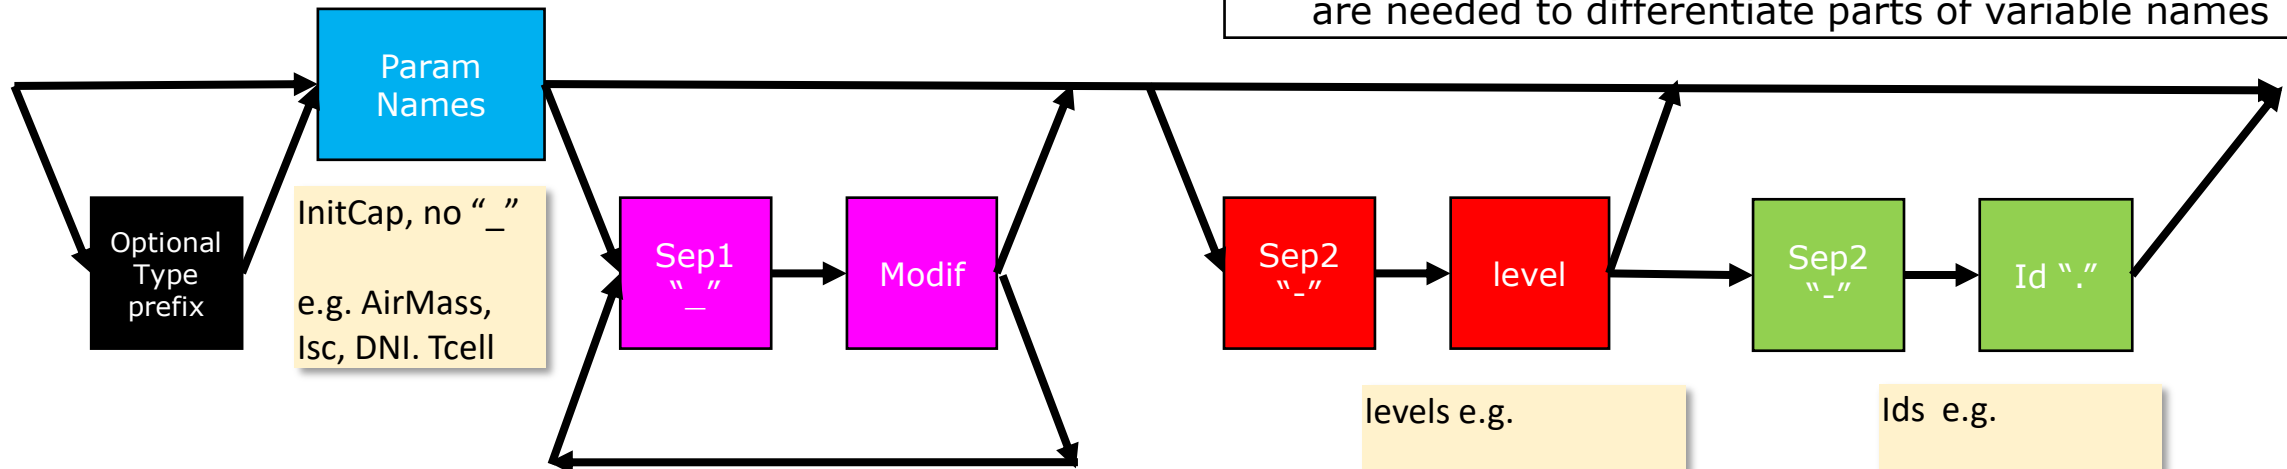 are needed to differentiate parts of variable names
Param
Names
Optional
Type
prefix
InitCap, no “_”
e.g. AirMass,
Isc, DNI. Tcell
Sep1
“_”
Modif
Sep2
“-”
level
Sep2
“-”
Id “.”
levels e.g.
Ids e.g.